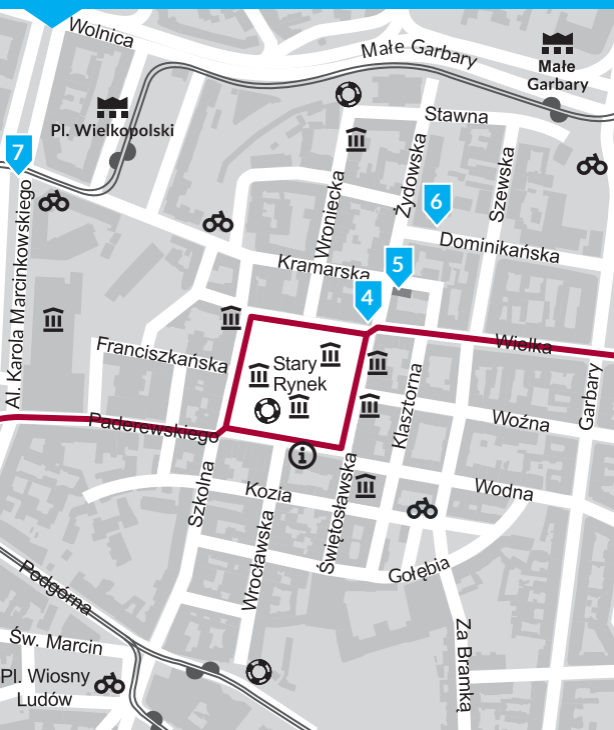 Wolnica
Małe Garbary
Małe
Garbary
Pl. Wielkopolski
Stawna
7
Żydowska
Szewska
Wroniecka
6
Dominikańska
Al. Karola Marcinkowskiego
Kramarska
5
4
Wielka
Franciszkańska
Stary
Rynek
Garbary
Klasztorna
Woźna
Paderewskiego
i
Wodna
Szkolna
Kozia
Wrocławska
Świętosławska
Gołębia
Podgórna
Za Bramką
Św. Marcin
Pl. Wiosny
Ludów